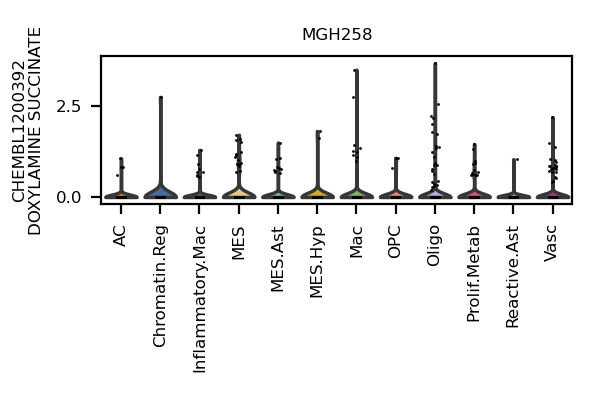 MGH258
CHEMBL1200392
DOXYLAMINE SUCCINATE
2.5
0.0
AC
Chromatin.Reg
Inflammatory.Mac
MES
MES.Ast
MES.Hyp
Mac
OPC
Oligo
Prolif.Metab
Reactive.Ast
Vasc